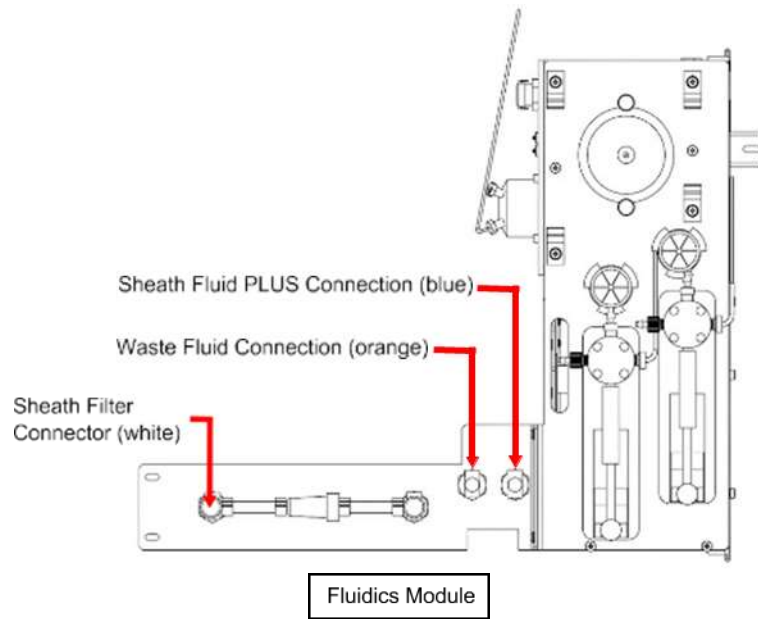 Sheath Fluid PLUS Connection (blue)
Waste Fluid Connection (orange)
Sheath Filter
Connector (white)
Fluidics Module